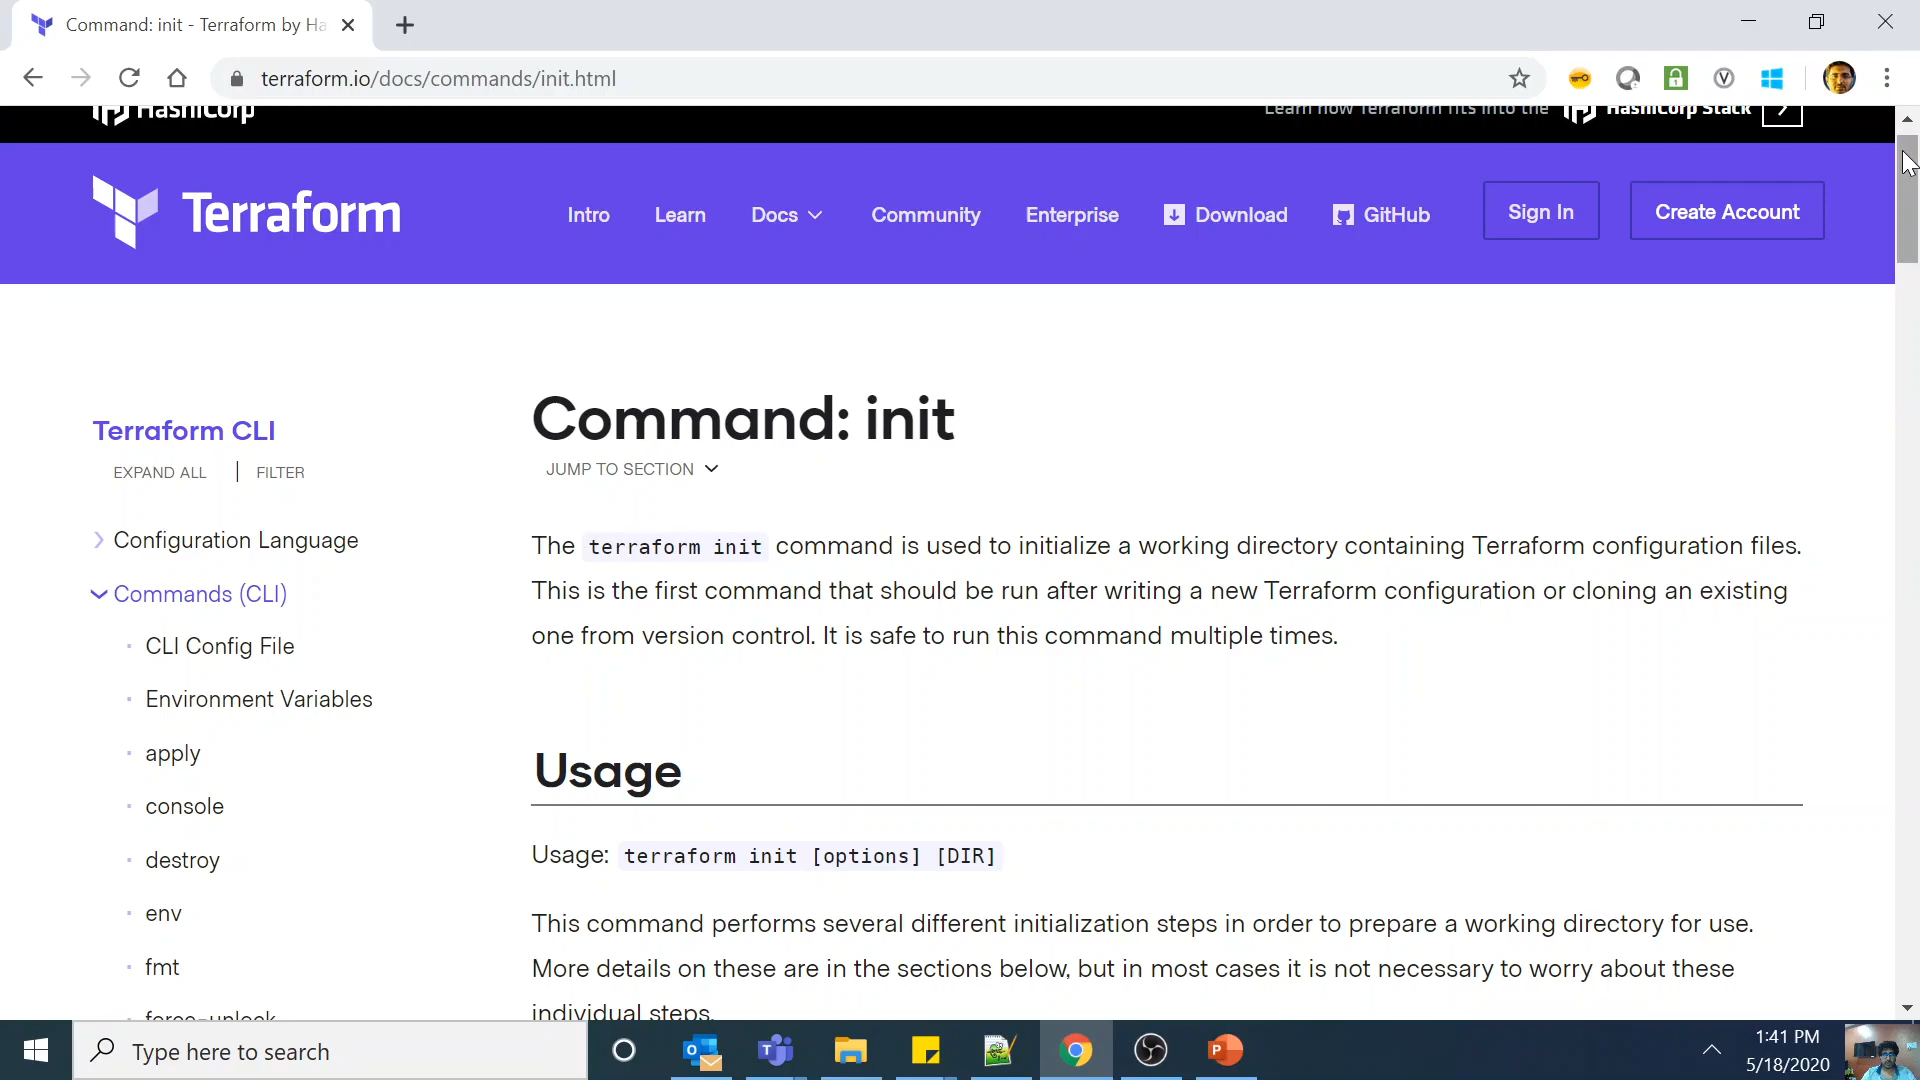 Command: init - Terraform by Ha
terraform.io/docs/commands/init.html
HashiCorp
Learn how Terraform fits into the
HashiCorp Stack
Terraform
Intro
Learn
Docs
Community
Enterprise
Download
GitHub
Sign In
Create Account
Terraform CLI
EXPAND ALL | FILTER
Configuration Language
Commands (CLI)
CLI Config File
Environment Variables
apply
console
destroy
env
fmt
force-unlock
Command: init
JUMP TO SECTION
The terraform init command is used to initialize a working directory containing Terraform configuration files.
This is the first command that should be run after writing a new Terraform configuration or cloning an existing
one from version control. It is safe to run this command multiple times.
Usage
Usage: terraform init [options] [DIR]
This command performs several different initialization steps in order to prepare a working directory for use.
More details on these are in the sections below, but in most cases it is not necessary to worry about these
individual steps.
Type here to search
1:41 PM
5/18/2020